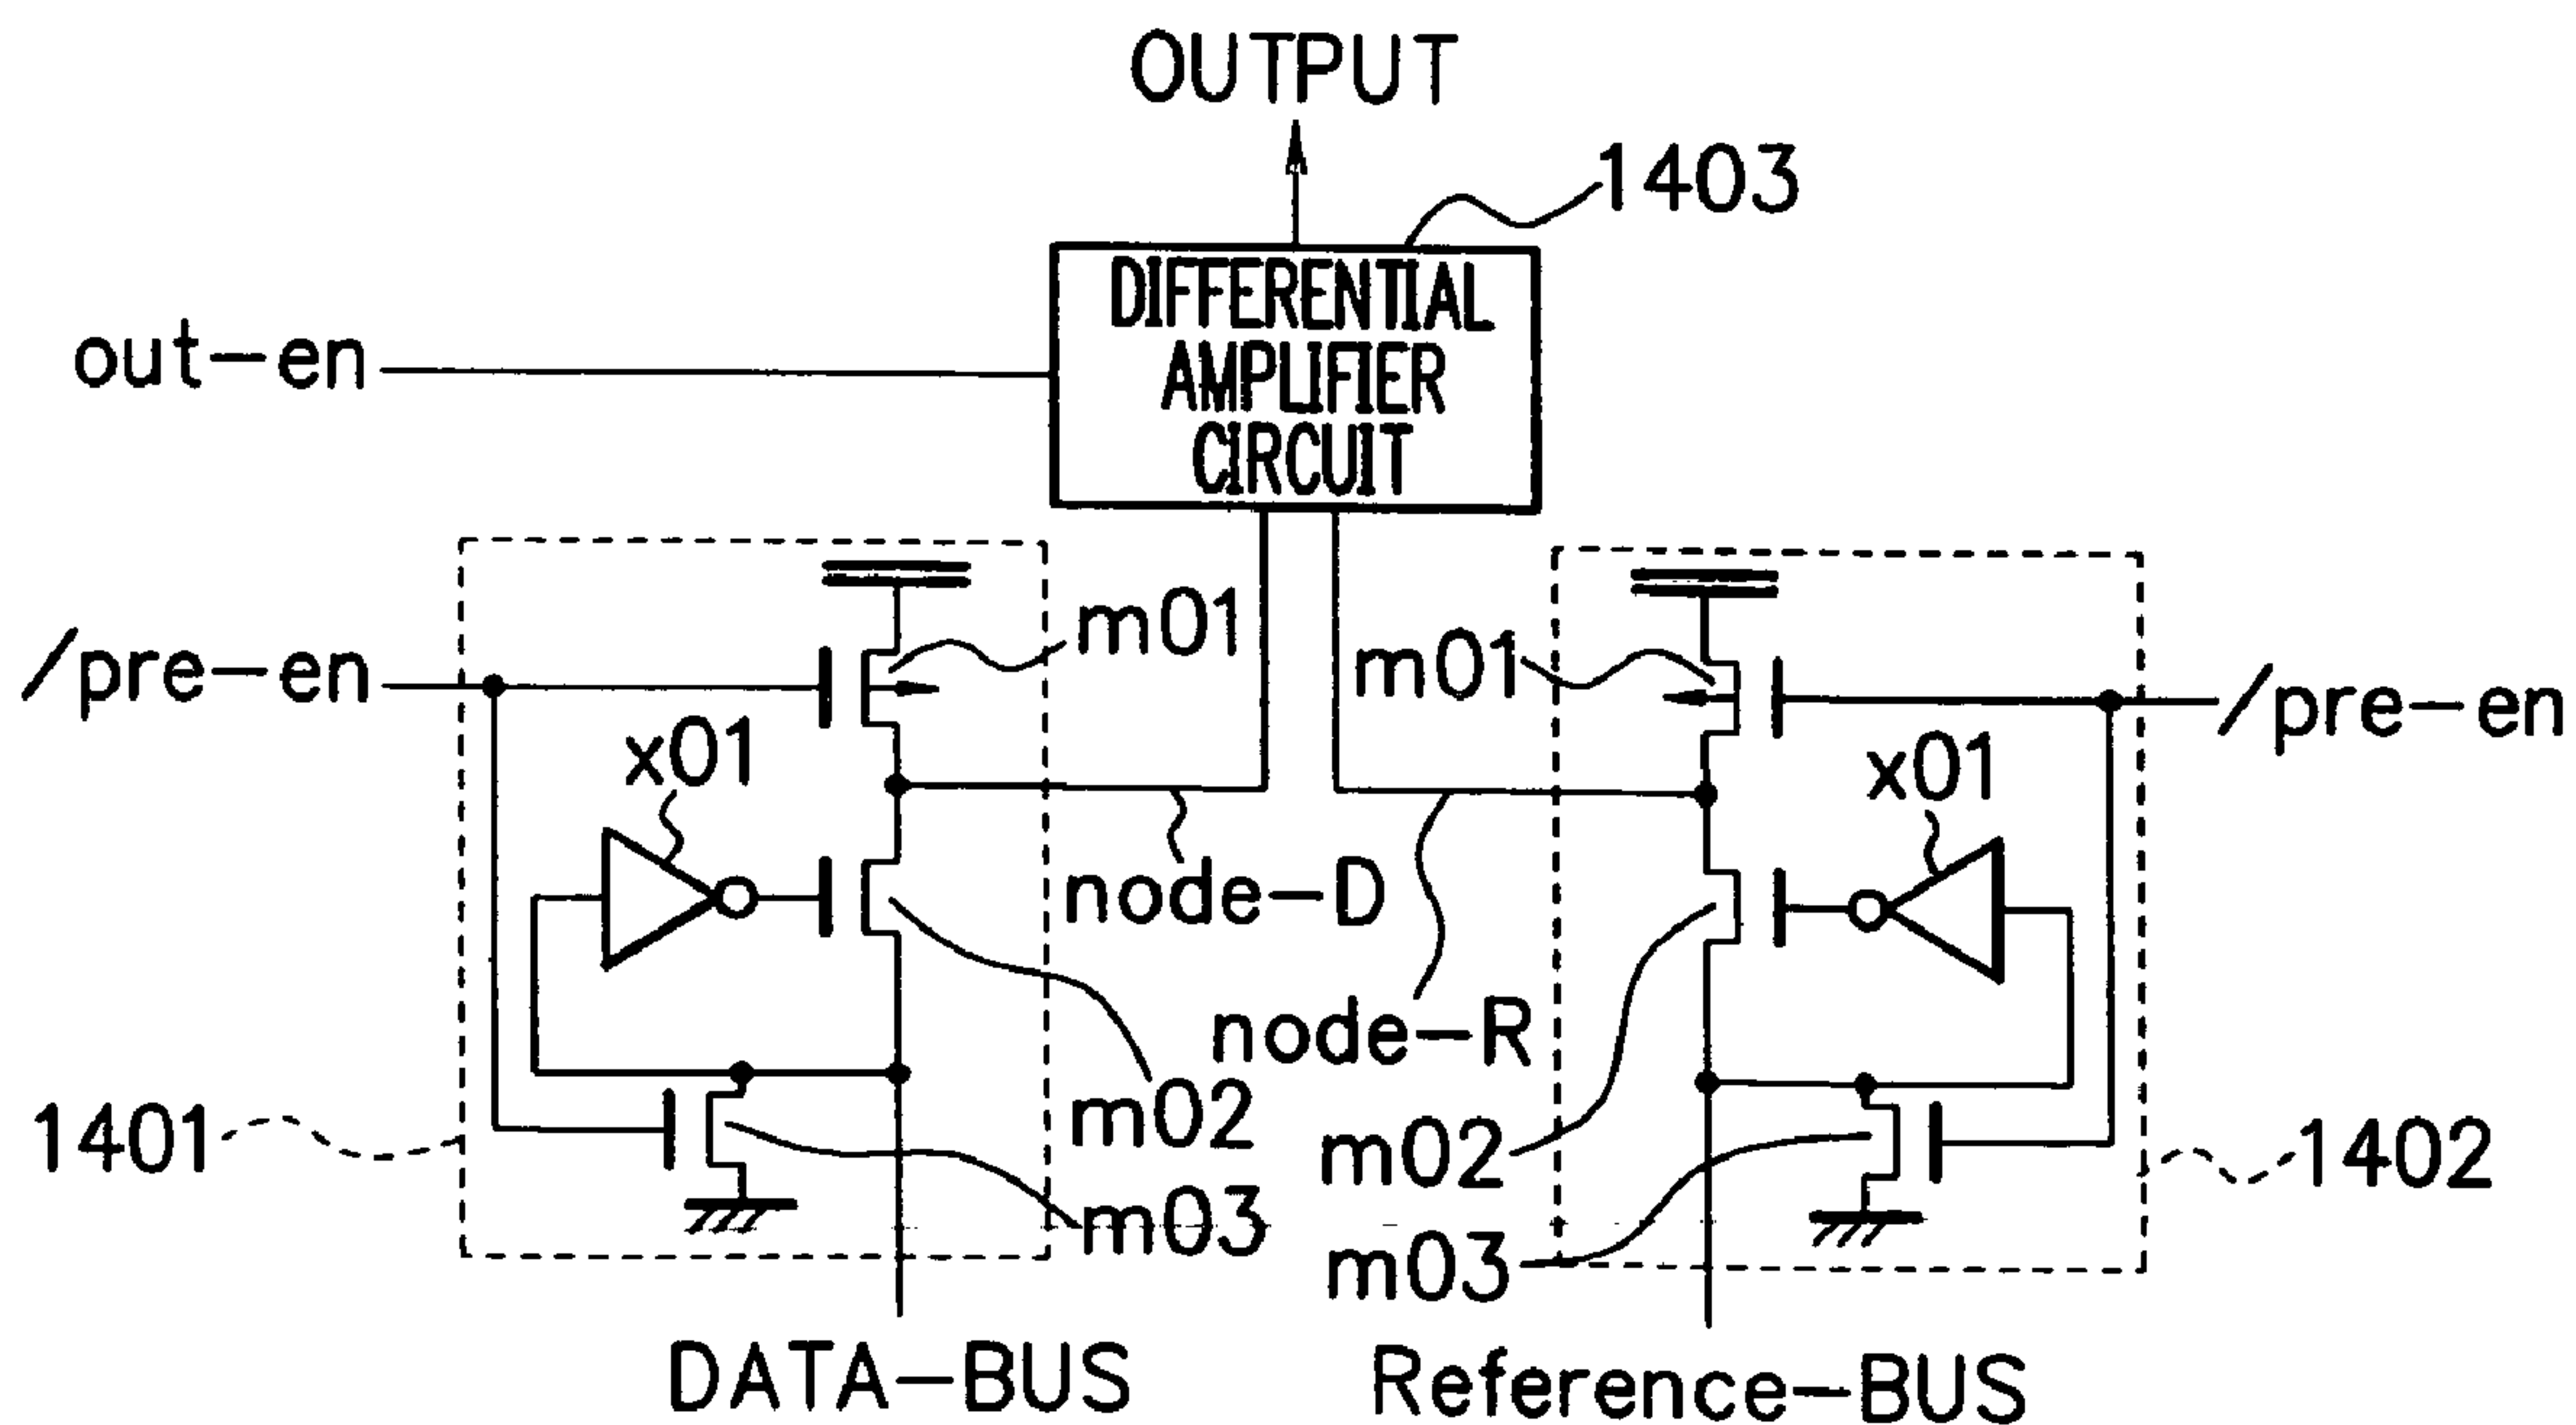 OUTPUT
1403
DIFFERENTIAL
AMPLIFIER
CIRCUIT
out-en
/pre-en
m01
m01
/pre-en
x01
x01
node-D
node-R
1401
m02
m02
1402
m03
m03
DATA-BUS
Reference-BUS